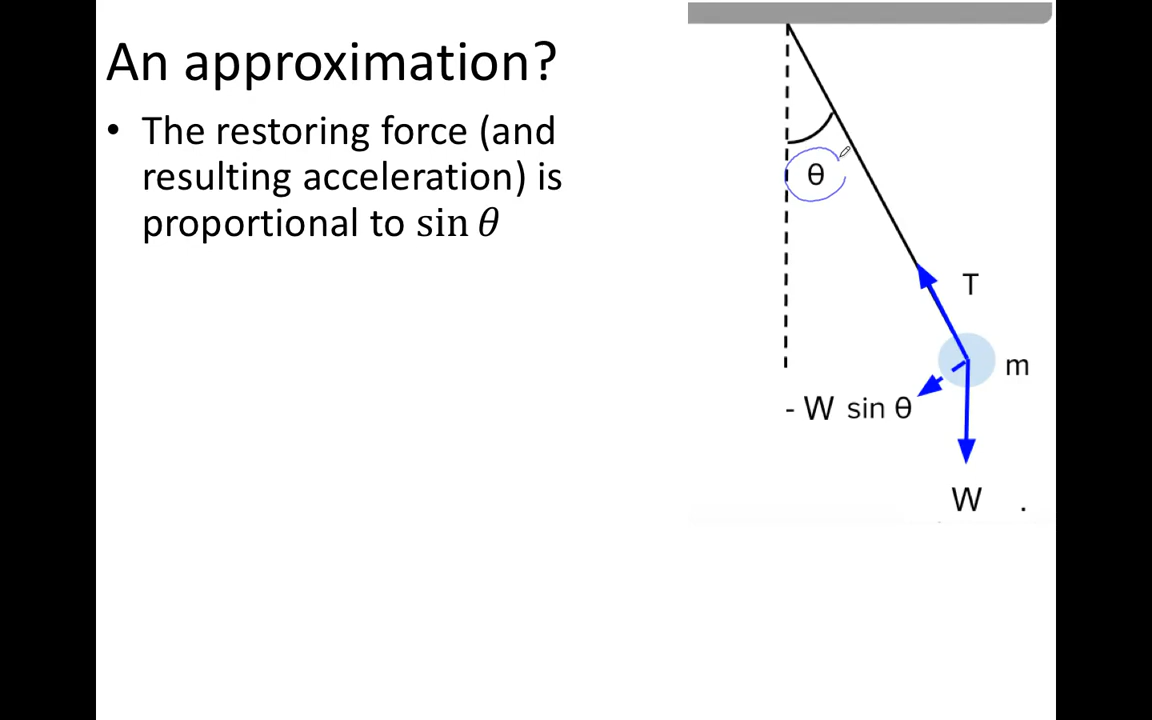 An approximation?
• The restoring force (and
resulting acceleration) is
proportional to sin θ
θ
T
m
- W sin θ
W .